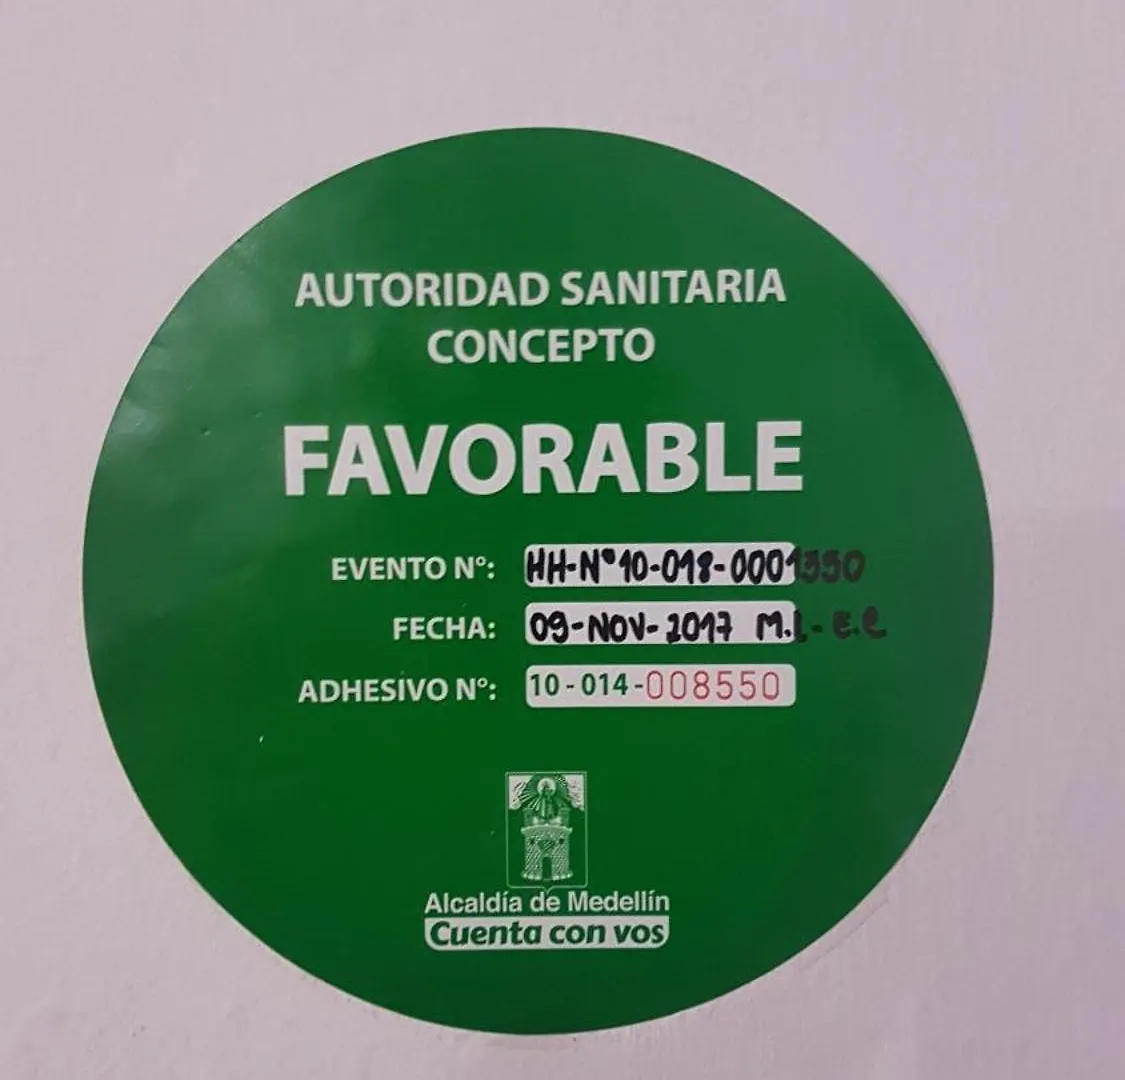 AUTORIDAD SANITARIA
CONCEPTO
FAVORABLE
EVENTO N°: HH-N°10-018-0001350
FECHA: 09-NOV-2017 M.L-E.C
ADHESIVO N°: 10-014-008550
Alcaldía de Medellín
Cuenta con vos